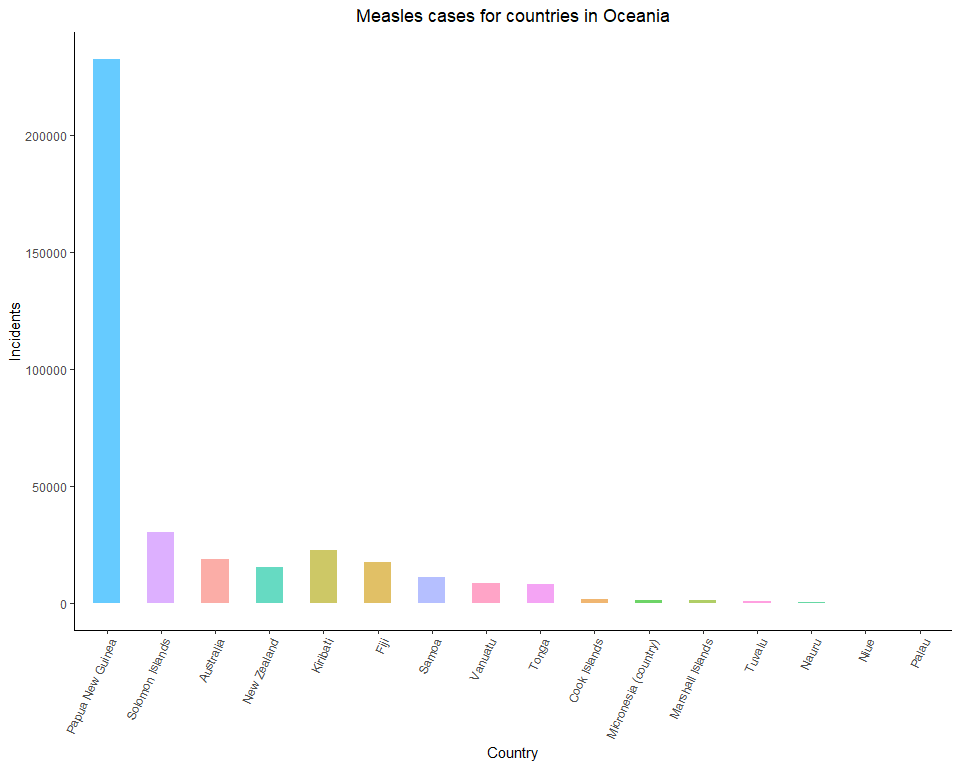 Measles cases for countries in Oceania
Incidents
200000
150000
100000
50000
0
Papua New Guinea
Solomon Islands
Australia
New Zealand
Kiribati
Fiji
Samoa
Vanuatu
Tonga
Cook Islands
Micronesia (country)
Marshall Islands
Tuvalu
Nauru
Niue
Palau
Country